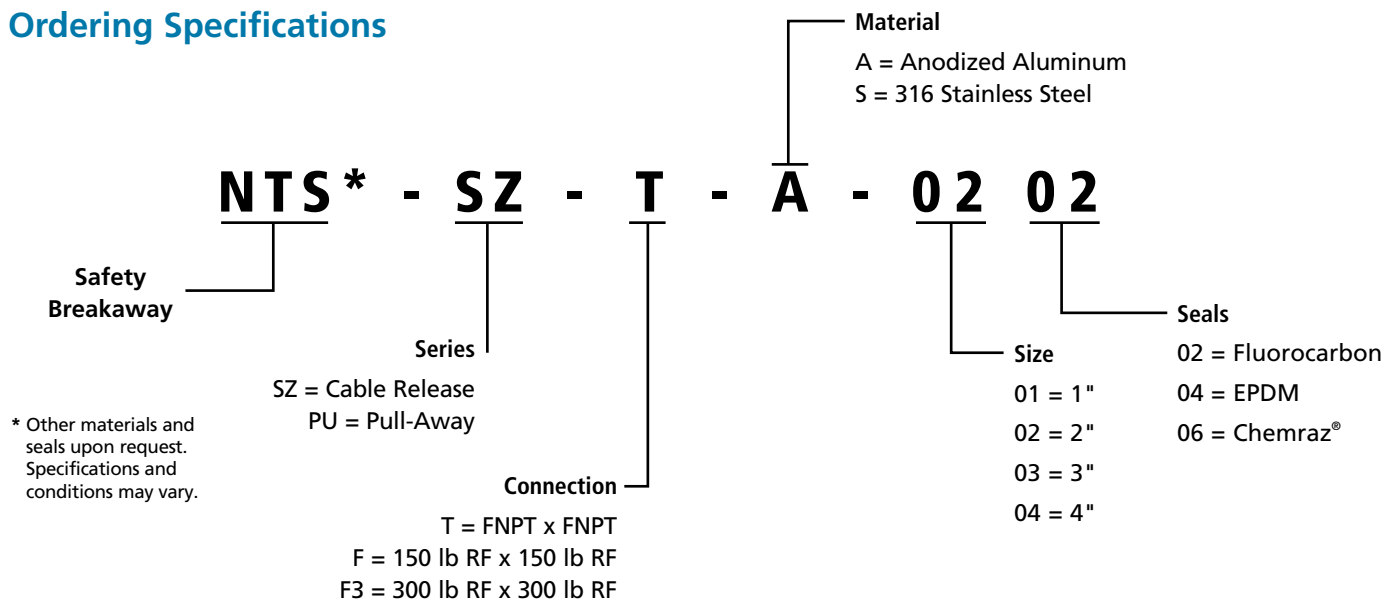 Ordering Specifications
Material
A = Anodized Aluminum
S = 316 Stainless Steel
NTS* - SZ - T - A - 02 02
Safety
Breakaway
Series
SZ = Cable Release
PU = Pull-Away
* Other materials and
seals upon request.
Specifications and
conditions may vary.
Connection
T = FNPT x FNPT
F = 150 lb RF x 150 lb RF
F3 = 300 lb RF x 300 lb RF
Size
01 = 1"
02 = 2"
03 = 3"
04 = 4"
Seals
02 = Fluorocarbon
04 = EPDM
06 = Chemraz®